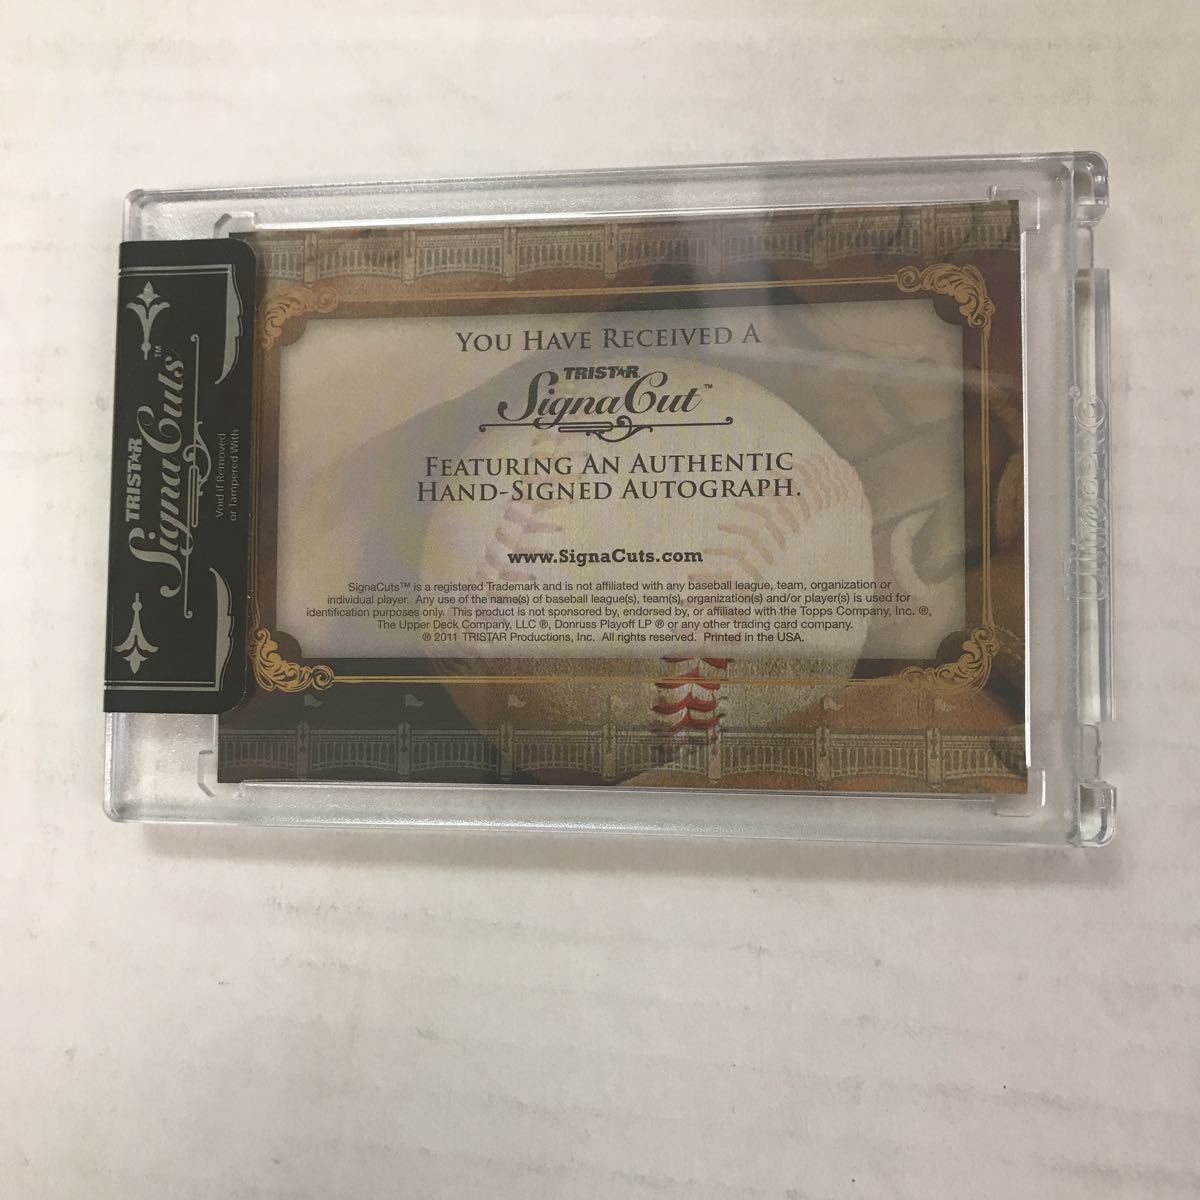 YOU HAVE RECEIVED A
TRISTAR
SignaCut™
FEATURING AN AUTHENTIC
HAND-SIGNED AUTOGRAPH.
www.SignaCuts.com
SignaCuts™ is a registered Trademark and is not affiliated with any baseball league, team, organization or
individual player. Any use of the name(s) of baseball league(s), team(s), organization(s) and/or player(s) is used for
identification purposes only. This product is not sponsored by, endorsed by, or affiliated with the Topps Company, Inc. ®,
The Upper Deck Company, LLC ®, Donruss Playoff LP ® or any other trading card company.
® 2011 TRISTAR Productions, Inc. All rights reserved. Printed in the USA.
TRISTAR
SignaCuts™
Void if Removed
or Tampered With
Ultra PRO®